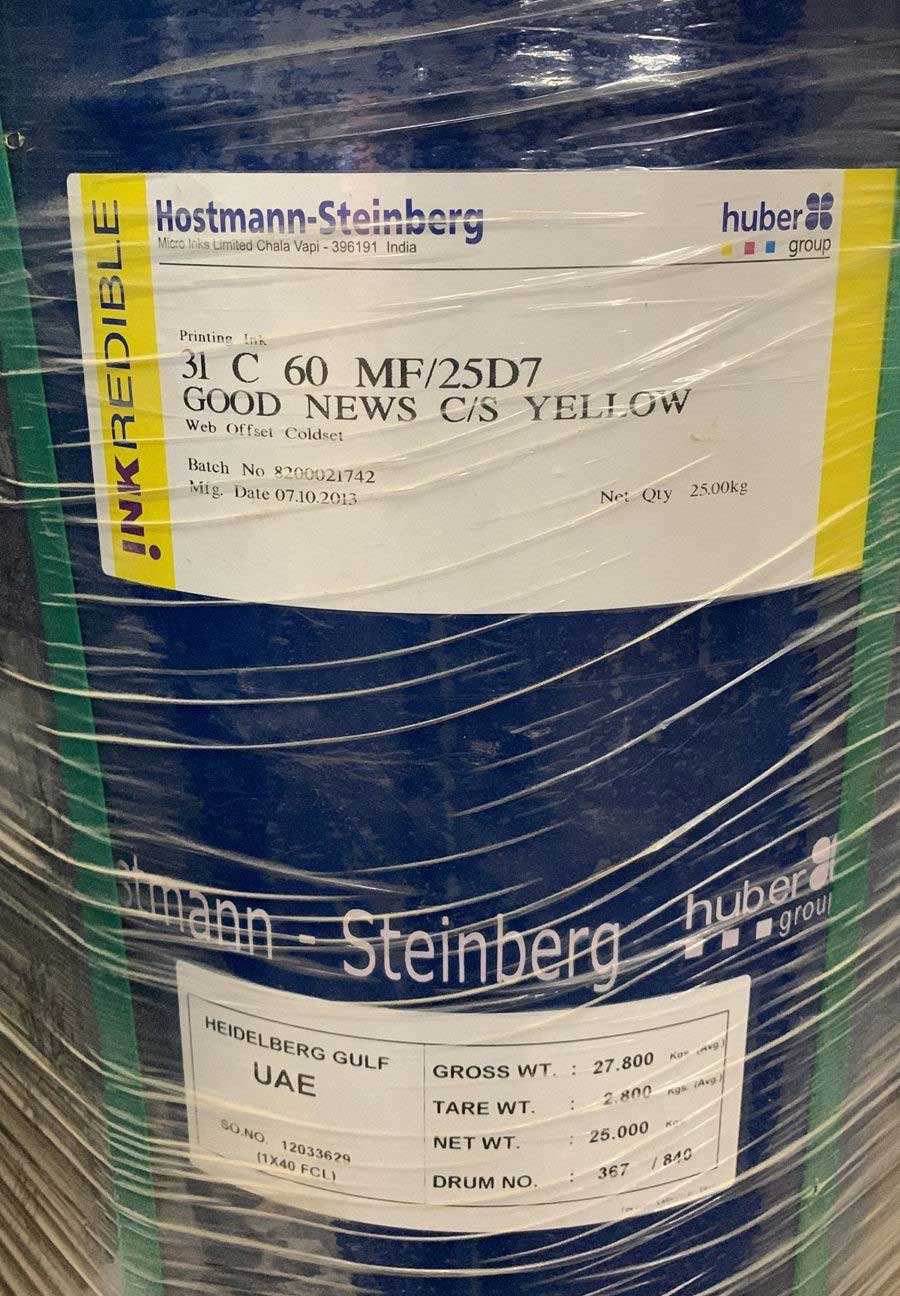 iNKREDIBLE
Hostmann-Steinberg
Micro Inks Limited Chala Vapi - 396191 India
huber
group
Printing Ink
31 C 60 MF/25D7
GOOD NEWS C/S YELLOW
Web Offset Coldset
Batch No 8200021742
Mfg. Date 07.10.2013
Net Qty 25.00kg
stmann - Steinberg
huber
group
HEIDELBERG GULF
UAE
SO.NO. 12033629
(1X40 FCL)
GROSS WT. : 27.800 Kgs. (Avg.)
TARE WT. : 2.800 Kgs. (Avg.)
NET WT. : 25.000
DRUM NO. : 367 / 840